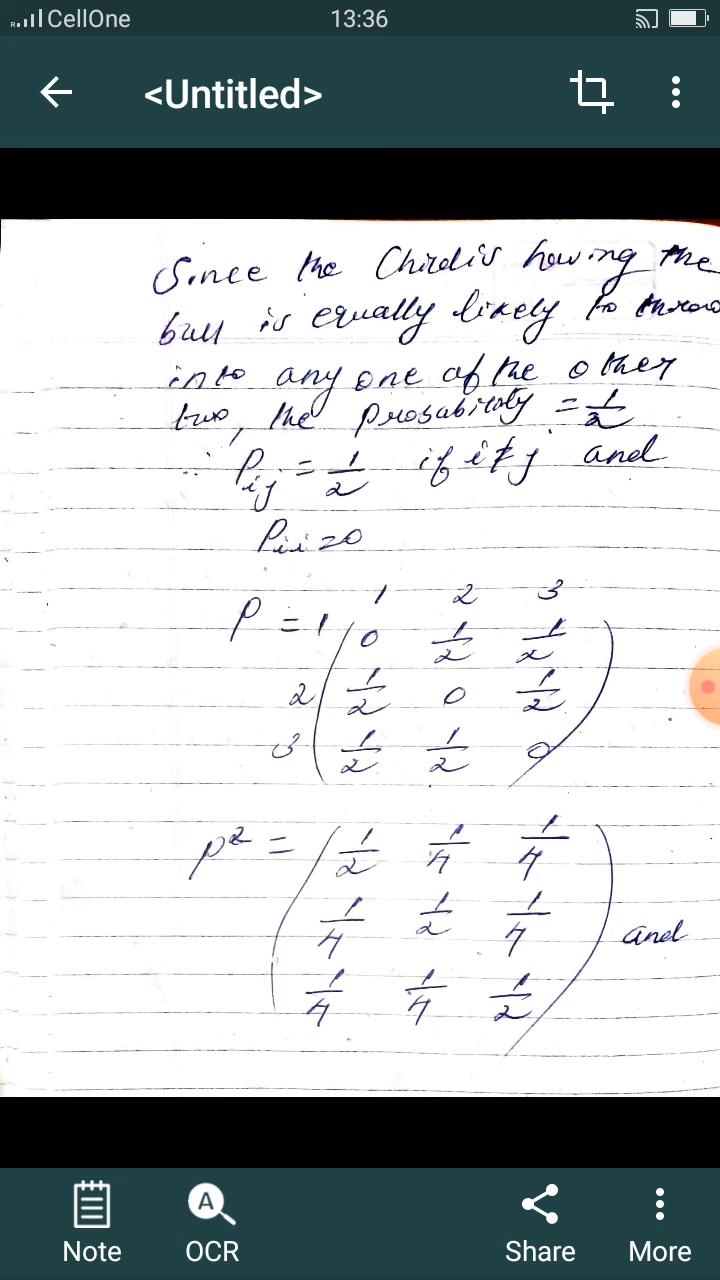 CellOne 13:36
<Untitled>
Since the Child is having the
ball is equally likely to throw
into any one of the other
two, the probability = 1/2
∴ Pij = 1/2 if i≠j and
Pii = 0
1 2 3
P = 1 ( 0 1/2 1/2
2 1/2 0 1/2
3 1/2 1/2 0 )
P² = ( 1/2 1/4 1/4
1/4 1/2 1/4 and
1/4 1/4 1/2 )
A
Note OCR Share More